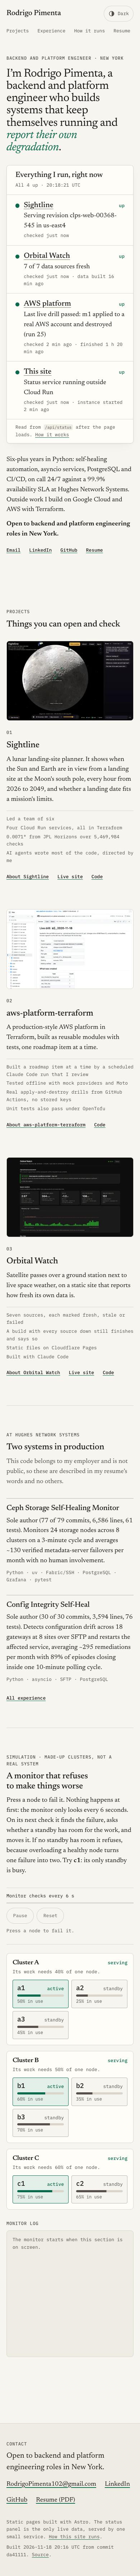 Rodrigo Pimenta
Dark
Projects Experience How it runs Resume
BACKEND AND PLATFORM ENGINEER · NEW YORK
I'm Rodrigo Pimenta, a
backend and platform
engineer who builds
systems that keep
themselves running and
report their own
degradation.
Everything I run, right now
All 4 up · 20:18:21 UTC
Sightline up
Serving revision clps-web-00368-
545 in us-east4
checked just now
Orbital Watch up
7 of 7 data sources fresh
checked just now · data built 16
min ago
AWS platform up
Last live drill passed: m1 applied to a
real AWS account and destroyed
(run 25)
checked 2 min ago · finished 1 h 26
min ago
This site up
Status service running outside
Cloud Run
checked just now · instance started
2 min ago
Read from /api/status after the page
loads. How it works
Six-plus years in Python: self-healing
automation, asyncio services, PostgreSQL and
CI/CD, on call 24/7 against a 99.9%
availability SLA at Hughes Network Systems.
Outside work I build on Google Cloud and
AWS with Terraform.
Open to backend and platform engineering
roles in New York.
Email LinkedIn GitHub Resume
PROJECTS
Things you can open and check
01
Sightline
A lunar landing-site planner. It shows when
the Sun and Earth are in view from a landing
site at the Moon's south pole, every hour from
2026 to 2049, and finds the landing date in
a mission's limits.
Led a team of six
Four Cloud Run services, all in Terraform
AI agents wrote most of the code, directed by
me
About Sightline Live site Code
02
aws-platform-terraform
A production-style AWS platform in
Terraform, built as reusable modules with
tests, one roadmap item at a time.
Built a roadmap item at a time by a scheduled
Claude Code run that I review
Tested offline with mock providers and Moto
Real apply-and-destroy drills from GitHub
Actions, no stored keys
Unit tests also pass under OpenTofu
About aws-platform-terraform Code
03
Orbital Watch
Satellite passes over a ground station next to
live space weather, on a static site that reports
how fresh its own data is.
Seven sources, each marked fresh, stale or
failed
A build with every source down still finishes
and says so
Static files on Cloudflare Pages
Built with Claude Code
About Orbital Watch Live site Code
AT HUGHES NETWORK SYSTEMS
Two systems in production
This code belongs to my employer and is not
public, so these are described in my resume's
words and no others.
Ceph Storage Self-Healing Monitor
Sole author (77 of 79 commits, 6,586 lines, 61
tests). Monitors 24 storage nodes across 8
clusters on a 3-minute cycle and averages
~130 verified metadata-server failovers per
month with no human involvement.
Python · uv · Fabric/SSH · PostgreSQL ·
Grafana · pytest
Config Integrity Self-Heal
Sole author (30 of 30 commits, 3,594 lines, 76
tests). Detects configuration drift across 18
gateways at 8 sites over SFTP and restarts the
affected service, averaging ~295 remediations
per month with 89% of episodes closing
inside one 10-minute polling cycle.
Python · asyncio · SFTP · PostgreSQL
All experience
SIMULATION · MADE-UP CLUSTERS, NOT A
REAL SYSTEM
A monitor that refuses
to make things worse
Press a node to fail it. Nothing happens at
first: the monitor only looks every 6 seconds.
On its next check it finds the failure, asks
whether a standby has room for the work, and
moves it. If no standby has room it refuses,
because overloading a healthy node turns
one failure into two. Try c1: its only standby
is busy.
Monitor checks every 6 s
Pause Reset
Press a node to fail it.
Cluster A serving
Its work needs 40% of one node.
a1 active
50% in use
a2 standby
25% in use
a3 standby
45% in use
Cluster B serving
Its work needs 50% of one node.
b1 active
60% in use
b2 standby
35% in use
b3 standby
70% in use
Cluster C serving
Its work needs 60% of one node.
c1 active
75% in use
c2 standby
65% in use
MONITOR LOG
The monitor starts when this section is
on screen.
CONTACT
Open to backend and platform
engineering roles in New York.
RodrigoPimenta102@gmail.com LinkedIn
GitHub Resume (PDF)
Static pages built with Astro. The status
panel is the only live data, served by one
small service. How this site runs.